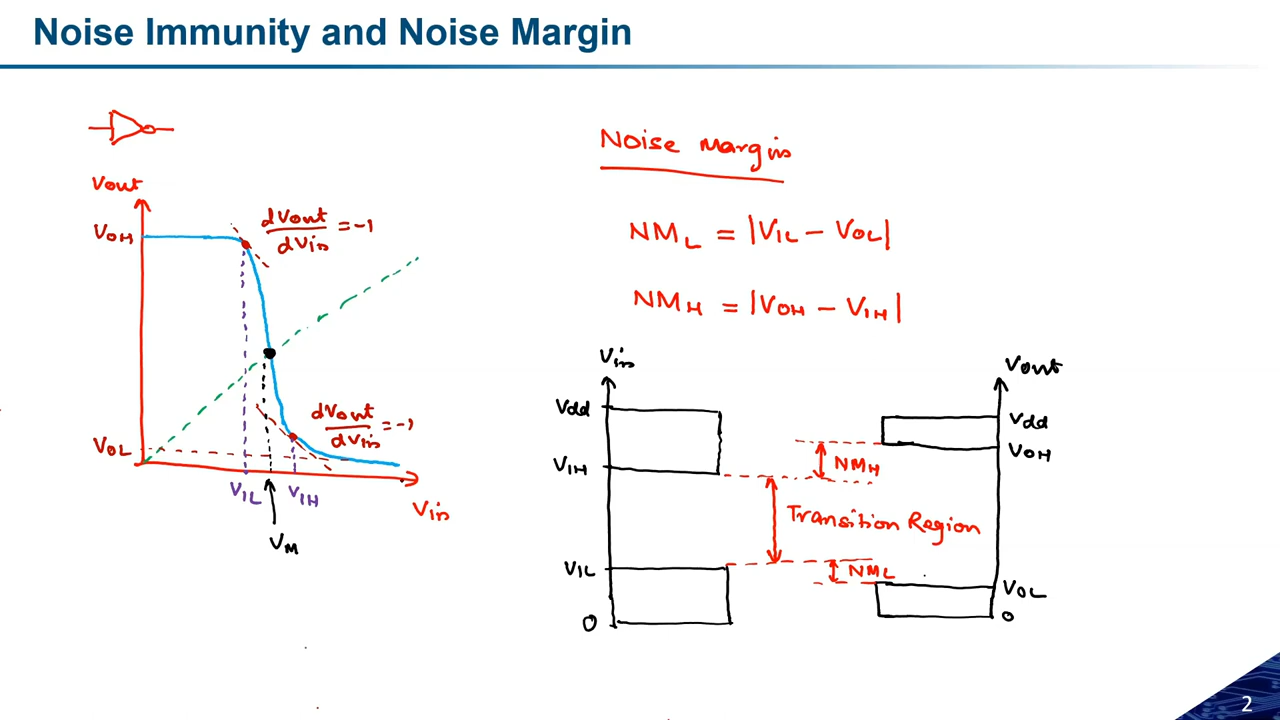 Noise Immunity and Noise Margin
Vout
VOH
dVout/dVin = -1
dVout/dVin = -1
VOL
VIL
VIH
Vin
VM
Noise Margin
NML = |VIL - VOL|
NMH = |VOH - VIH|
Vin
Vout
Vdd
Vdd
VOH
NMH
VIH
Transition Region
VIL
NML
VOL
0
0
2